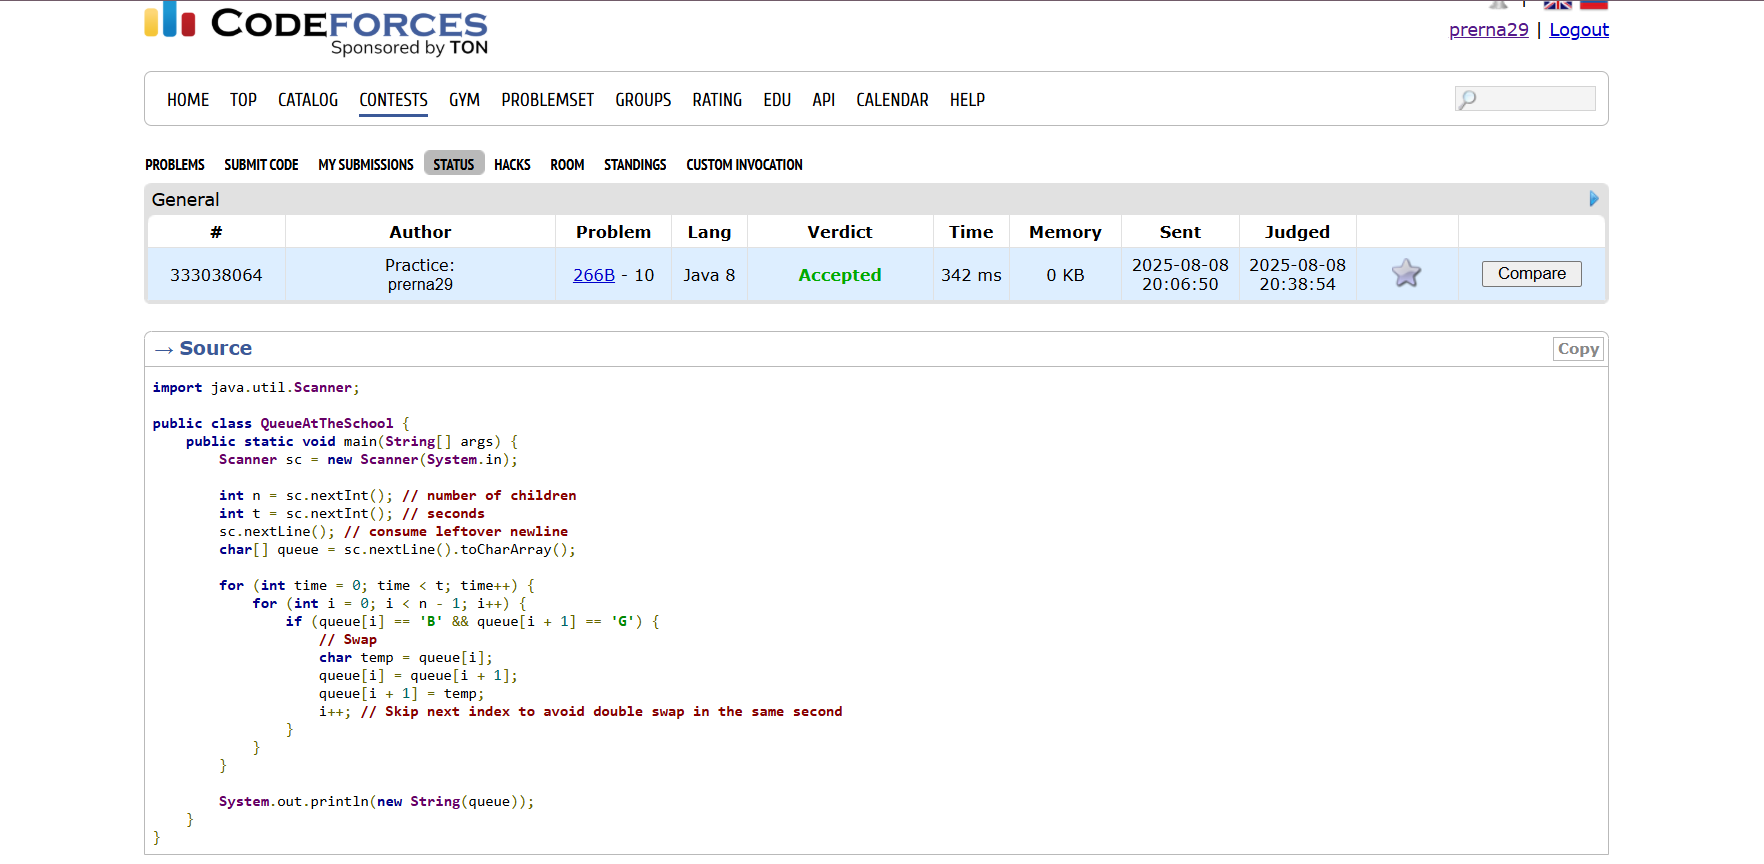 CODEFORCES
Sponsored by TON
prerna29 | Logout
HOME TOP CATALOG CONTESTS GYM PROBLEMSET GROUPS RATING EDU API CALENDAR HELP
PROBLEMS SUBMIT CODE MY SUBMISSIONS STATUS HACKS ROOM STANDINGS CUSTOM INVOCATION
General
# Author Problem Lang Verdict Time Memory Sent Judged
333038064 Practice: prerna29 266B - 10 Java 8 Accepted 342 ms 0 KB 2025-08-08 20:06:50 2025-08-08 20:38:54 Compare
→ Source Copy
import java.util.Scanner;
public class QueueAtTheSchool {
    public static void main(String[] args) {
        Scanner sc = new Scanner(System.in);
        int n = sc.nextInt(); // number of children
        int t = sc.nextInt(); // seconds
        sc.nextLine(); // consume leftover newline
        char[] queue = sc.nextLine().toCharArray();
        for (int time = 0; time < t; time++) {
            for (int i = 0; i < n - 1; i++) {
                if (queue[i] == 'B' && queue[i + 1] == 'G') {
                    // Swap
                    char temp = queue[i];
                    queue[i] = queue[i + 1];
                    queue[i + 1] = temp;
                    i++; // Skip next index to avoid double swap in the same second
                }
            }
        }
        System.out.println(new String(queue));
    }
}